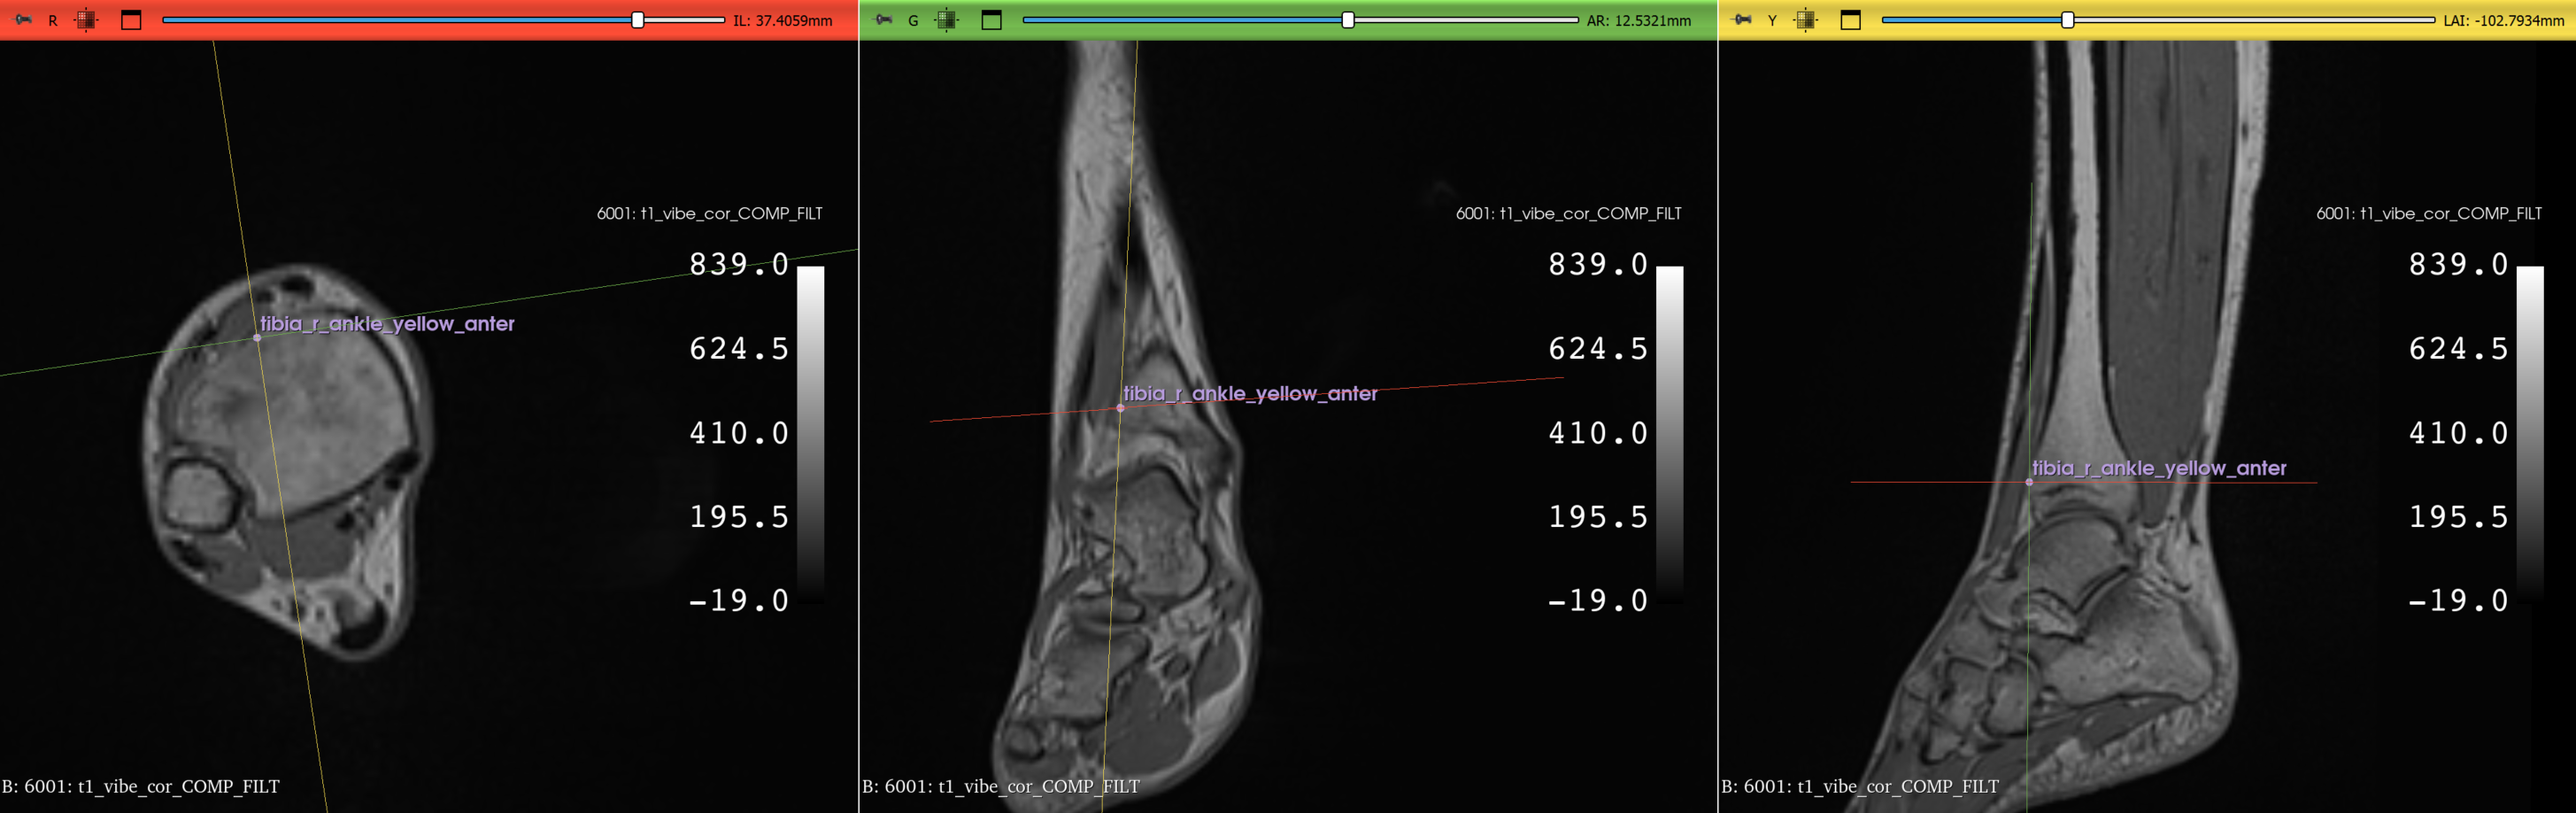 R IL: 37.4059mm
G AR: 12.5321mm
Y LAI: -102.7934mm
6001: t1_vibe_cor_COMP_FILT
839.0
624.5
410.0
195.5
-19.0
tibia_r_ankle_yellow_anter
B: 6001: t1_vibe_cor_COMP_FILT
6001: t1_vibe_cor_COMP_FILT
839.0
624.5
410.0
195.5
-19.0
tibia_r_ankle_yellow_anter
B: 6001: t1_vibe_cor_COMP_FILT
6001: t1_vibe_cor_COMP_FILT
839.0
624.5
410.0
195.5
-19.0
tibia_r_ankle_yellow_anter
B: 6001: t1_vibe_cor_COMP_FILT